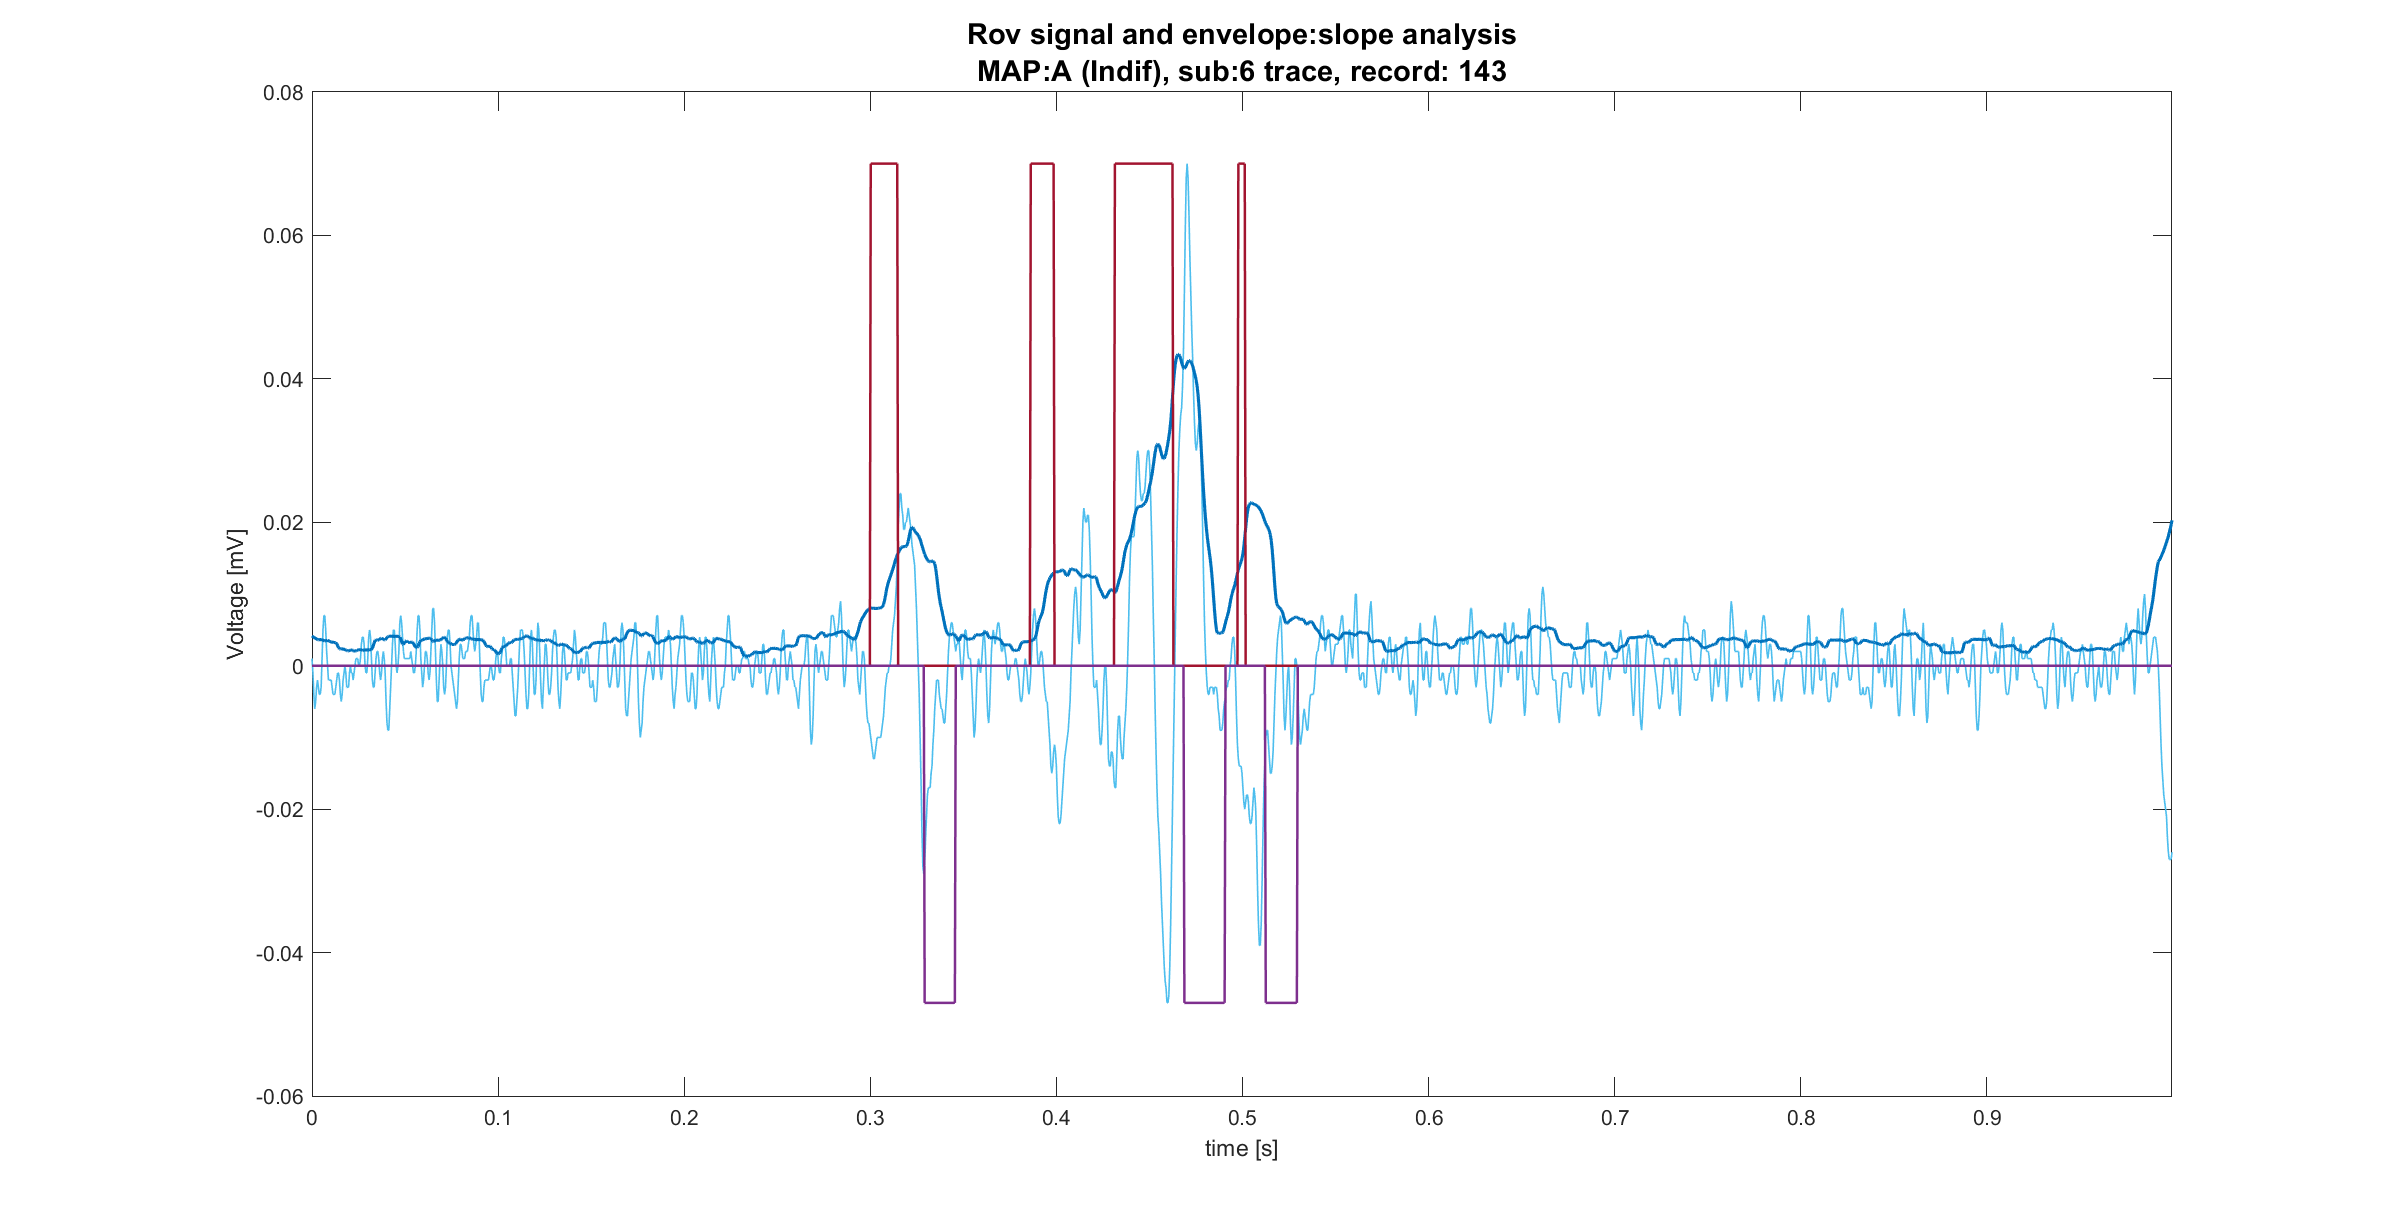 Rov signal and envelope:slope analysis
MAP:A (Indif), sub:6 trace, record: 143
0.08
0.06
0.04
0.02
0
-0.02
-0.04
-0.06
Voltage [mV]
0 0.1 0.2 0.3 0.4 0.5 0.6 0.7 0.8 0.9
time [s]